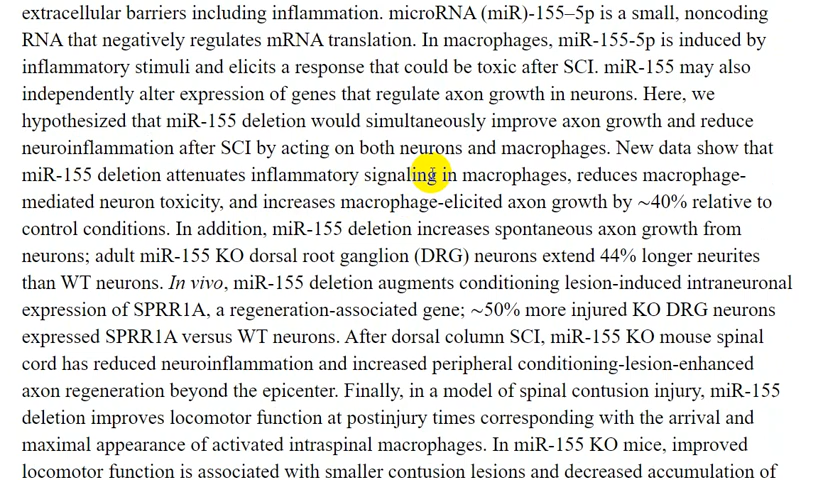 extracellular barriers including inflammation. microRNA (miR)-155–5p is a small, noncoding
RNA that negatively regulates mRNA translation. In macrophages, miR-155-5p is induced by
inflammatory stimuli and elicits a response that could be toxic after SCI. miR-155 may also
independently alter expression of genes that regulate axon growth in neurons. Here, we
hypothesized that miR-155 deletion would simultaneously improve axon growth and reduce
neuroinflammation after SCI by acting on both neurons and macrophages. New data show that
miR-155 deletion attenuates inflammatory signaling in macrophages, reduces macrophage-
mediated neuron toxicity, and increases macrophage-elicited axon growth by ~40% relative to
control conditions. In addition, miR-155 deletion increases spontaneous axon growth from
neurons; adult miR-155 KO dorsal root ganglion (DRG) neurons extend 44% longer neurites
than WT neurons. In vivo, miR-155 deletion augments conditioning lesion-induced intraneuronal
expression of SPRR1A, a regeneration-associated gene; ~50% more injured KO DRG neurons
expressed SPRR1A versus WT neurons. After dorsal column SCI, miR-155 KO mouse spinal
cord has reduced neuroinflammation and increased peripheral conditioning-lesion-enhanced
axon regeneration beyond the epicenter. Finally, in a model of spinal contusion injury, miR-155
deletion improves locomotor function at postinjury times corresponding with the arrival and
maximal appearance of activated intraspinal macrophages. In miR-155 KO mice, improved
locomotor function is associated with smaller contusion lesions and decreased accumulation of